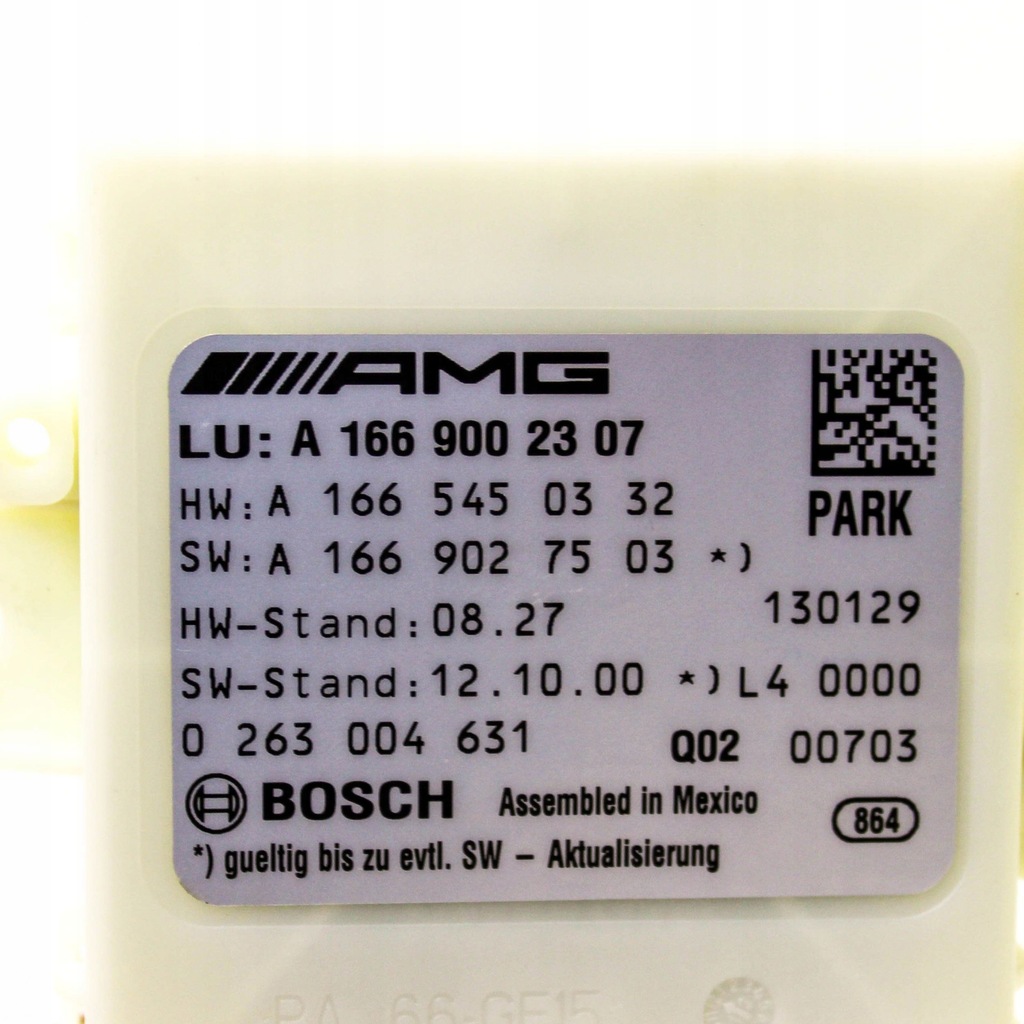 AMG
LU: A 166 900 23 07
HW: A 166 545 03 32
PARK
SW: A 166 902 75 03 *)
130129
HW-Stand: 08.27
SW-Stand: 12.10.00 *) L4 0000
0 263 004 631 Q02 00703
BOSCH Assembled in Mexico
864
*) gueltig bis zu evtl. SW – Aktualisierung